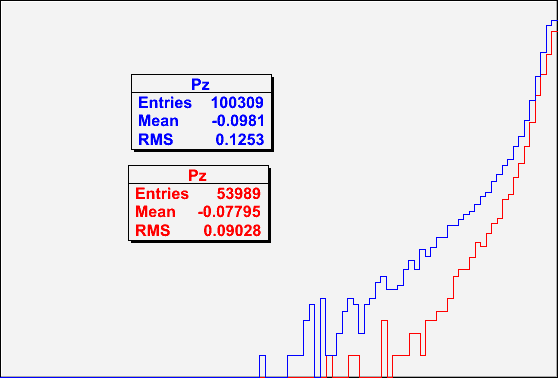 Pz
Entries 100309
Mean -0.0981
RMS 0.1253
Pz
Entries 53989
Mean -0.07795
RMS 0.09028